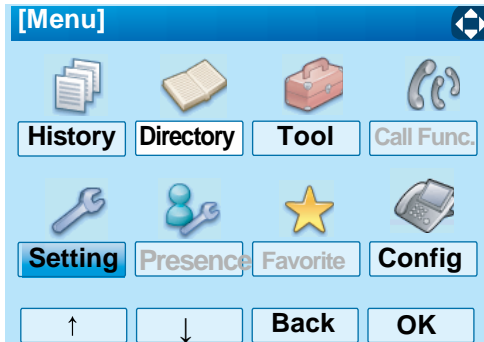 [Menu]
History Directory Tool Call Func.
Setting Presence Favorite Config
↑ ↓ Back OK